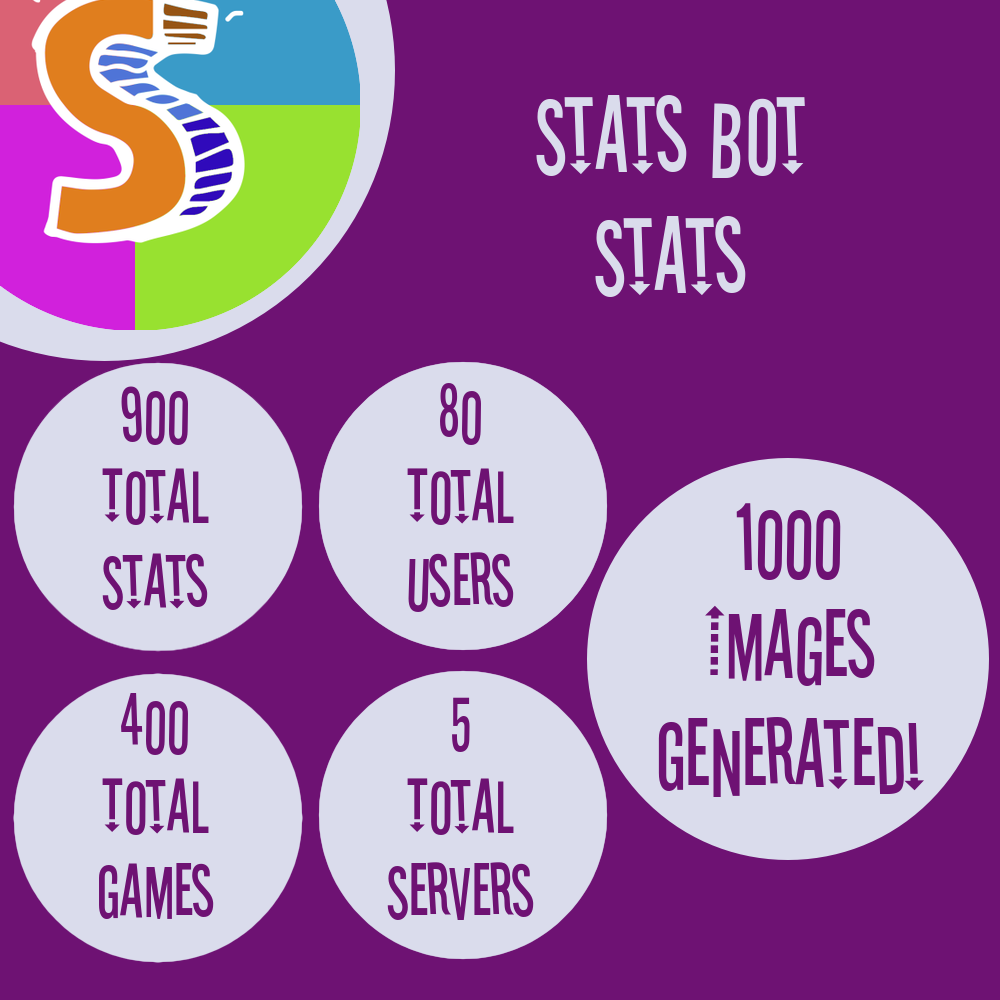 S
STATS BOT
STATS
900
TOTAL
STATS
80
TOTAL
USERS
1000
IMAGES
GENERATED!
400
TOTAL
GAMES
5
TOTAL
SERVERS